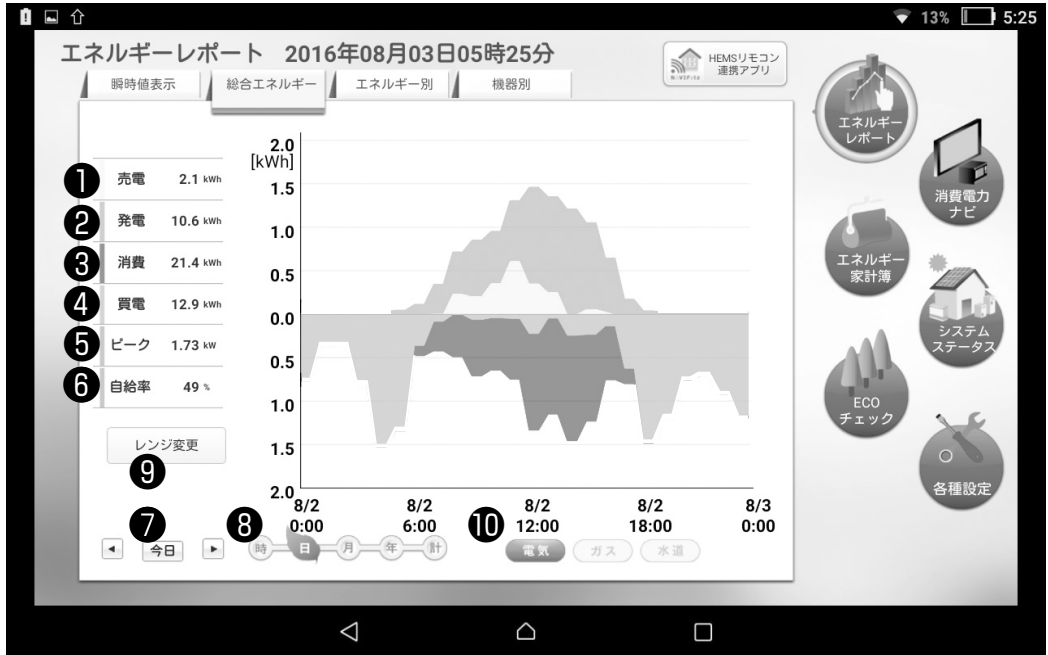 13% 5:25
エネルギーレポート 2016年08月03日05時25分
HEMSリモコン
連携アプリ
瞬時値表示 総合エネルギー エネルギー別 機器別
エネルギー
レポート
消費電力
ナビ
エネルギー
家計簿
システム
ステータス
ECO
チェック
各種設定
❶ 売電 2.1 kWh
❷ 発電 10.6 kWh
❸ 消費 21.4 kWh
❹ 買電 12.9 kWh
❺ ピーク 1.73 kW
❻ 自給率 49 %
レンジ変更
❾
2.0
[kWh]
1.5
1.0
0.5
0.0
0.5
1.0
1.5
2.0
8/2 8/2 8/2 8/2 8/3
0:00 6:00 12:00 18:00 0:00
❼ ❽ ❿
◀ 今日 ▶ 時 日 月 年 計 電気 ガス 水道